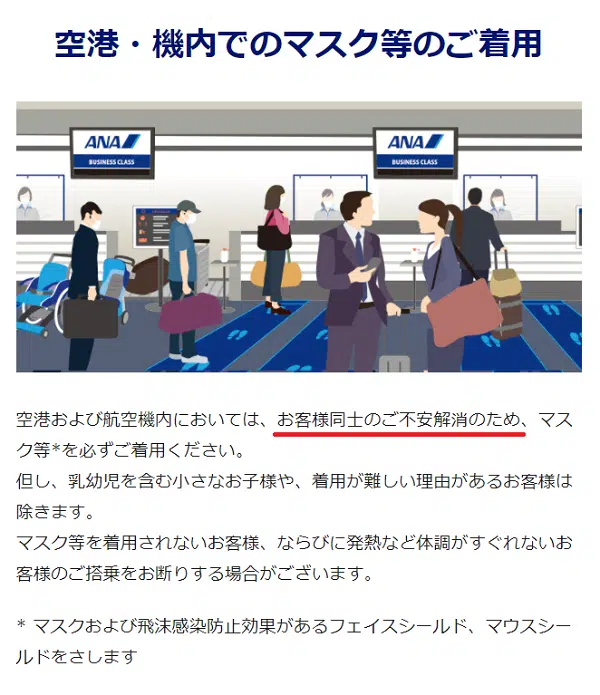 空港・機内でのマスク等のご着用
ANA
BUSINESS CLASS
ANA
BUSINESS CLASS
空港および航空機内においては、お客様同士のご不安解消のため、マス
ク等*を必ずご着用ください。
但し、乳幼児を含む小さなお子様や、着用が難しい理由があるお客様は
除きます。
マスク等を着用されないお客様、ならびに発熱など体調がすぐれないお
客様のご搭乗をお断りする場合がございます。
* マスクおよび飛沫感染防止効果があるフェイスシールド、マウスシー
ルドをさします